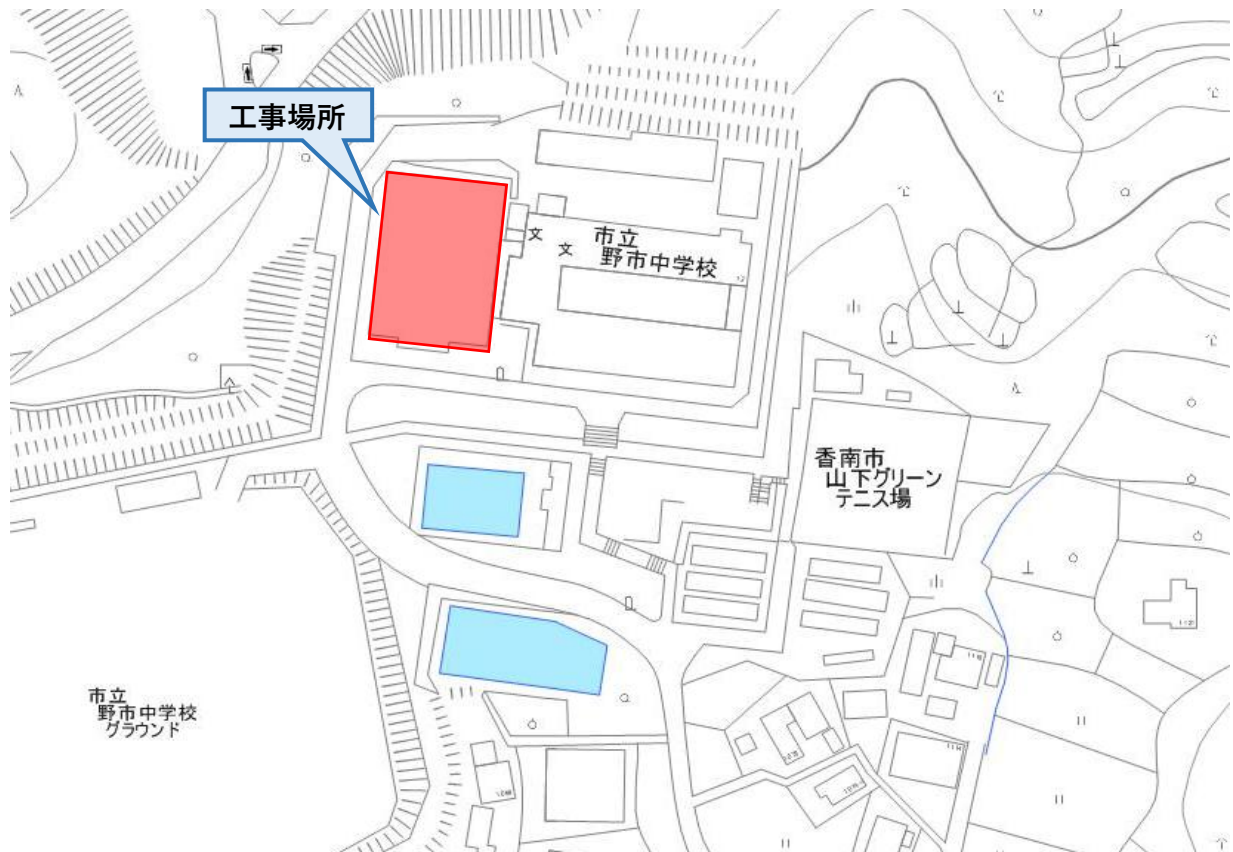 工事場所
文
文
市立
野市中学校
香南市
山下グリーン
テニス場
市立
野市中学校
グラウンド